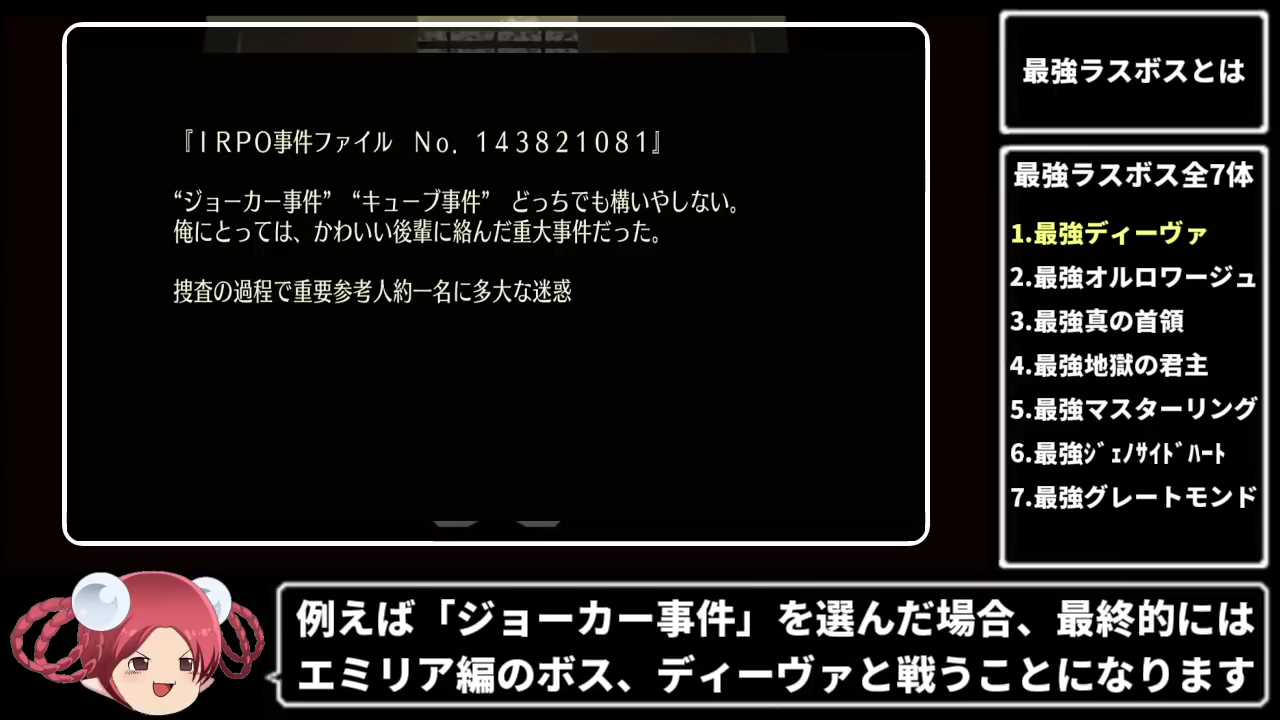 『ＩＲＰＯ事件ファイル　Ｎｏ．１４３８２１０８１』
“ジョーカー事件”　“キューブ事件”　どっちでも構いやしない。
俺にとっては、かわいい後輩に絡んだ重大事件だった。
捜査の過程で重要参考人約一名に多大な迷惑
最強ラスボスとは
最強ラスボス全7体
1.最強ディーヴァ
2.最強オルロワージュ
3.最強真の首領
4.最強地獄の君主
5.最強マスターリング
6.最強ｼﾞｪﾉｻｲﾄﾞﾊｰﾄ
7.最強グレートモンド
例えば「ジョーカー事件」を選んだ場合、最終的には
エミリア編のボス、ディーヴァと戦うことになります